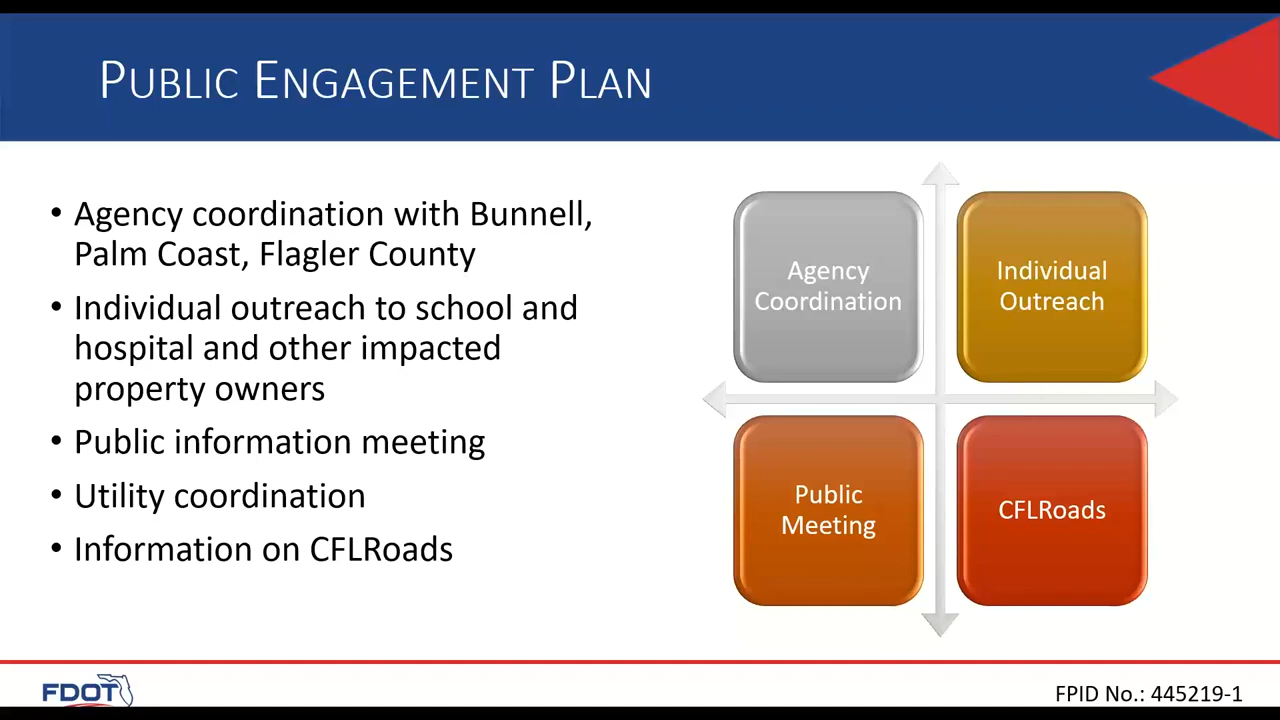 PUBLIC ENGAGEMENT PLAN
• Agency coordination with Bunnell,
Palm Coast, Flagler County
• Individual outreach to school and
hospital and other impacted
property owners
• Public information meeting
• Utility coordination
• Information on CFLRoads
Agency
Coordination
Individual
Outreach
Public
Meeting
CFLRoads
FDOT
FPID No.: 445219-1